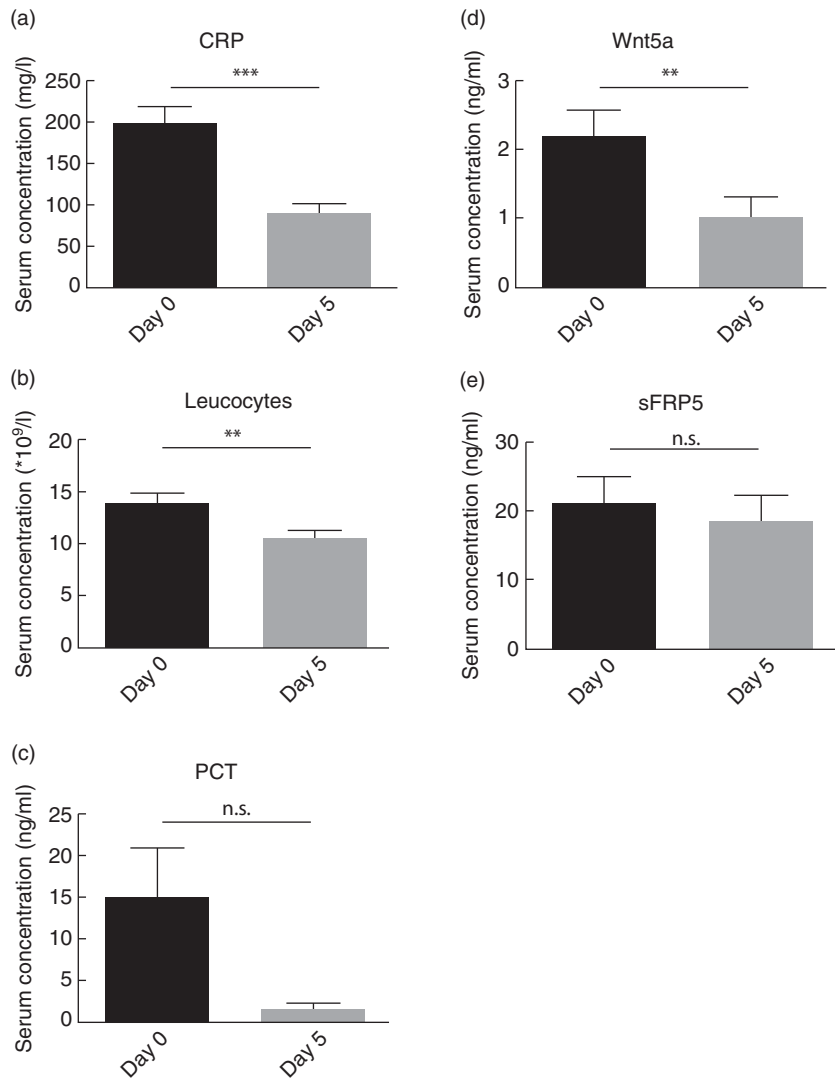 (a)
CRP
***
Serum concentration (mg/l)
250
200
150
100
50
0
Day 0
Day 5
(b)
Leucocytes
**
Serum concentration (*10⁹/l)
20
15
10
5
0
Day 0
Day 5
(c)
PCT
n.s.
Serum concentration (ng/ml)
25
20
15
10
5
0
Day 0
Day 5
(d)
Wnt5a
**
Serum concentration (ng/ml)
3
2
1
0
Day 0
Day 5
(e)
sFRP5
n.s.
Serum concentration (ng/ml)
30
20
10
0
Day 0
Day 5